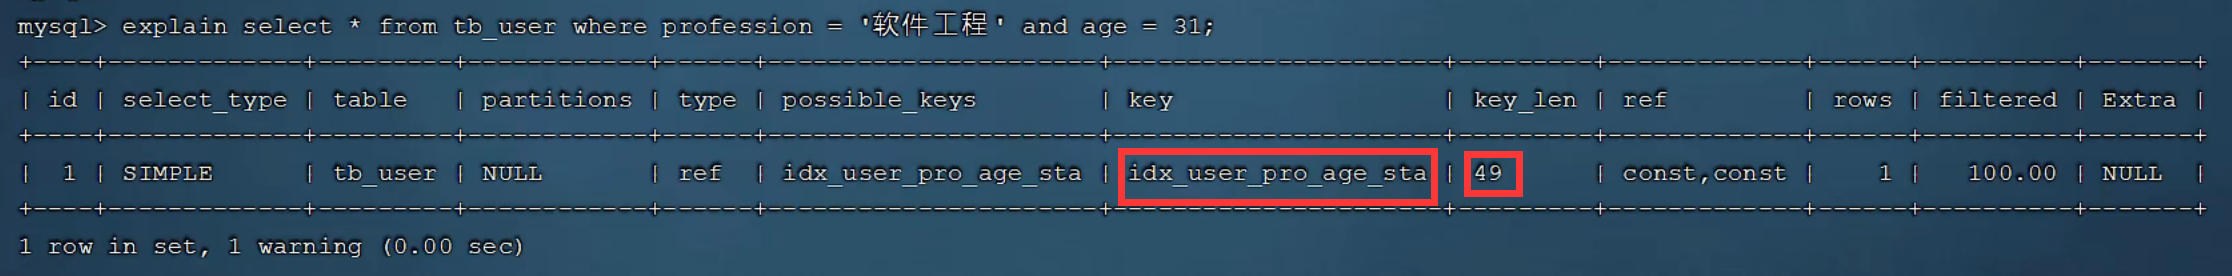 mysql> explain select * from tb_user where profession = '软件工程' and age = 31;
+----+-------------+---------+------------+------+----------------------+----------------------+---------+-------------+------+----------+-------+
| id | select_type | table | partitions | type | possible_keys | key | key_len | ref | rows | filtered | Extra |
+----+-------------+---------+------------+------+----------------------+----------------------+---------+-------------+------+----------+-------+
| 1 | SIMPLE | tb_user | NULL | ref | idx_user_pro_age_sta | idx_user_pro_age_sta | 49 | const,const | 1 | 100.00 | NULL |
+----+-------------+---------+------------+------+----------------------+----------------------+---------+-------------+------+----------+-------+
1 row in set, 1 warning (0.00 sec)